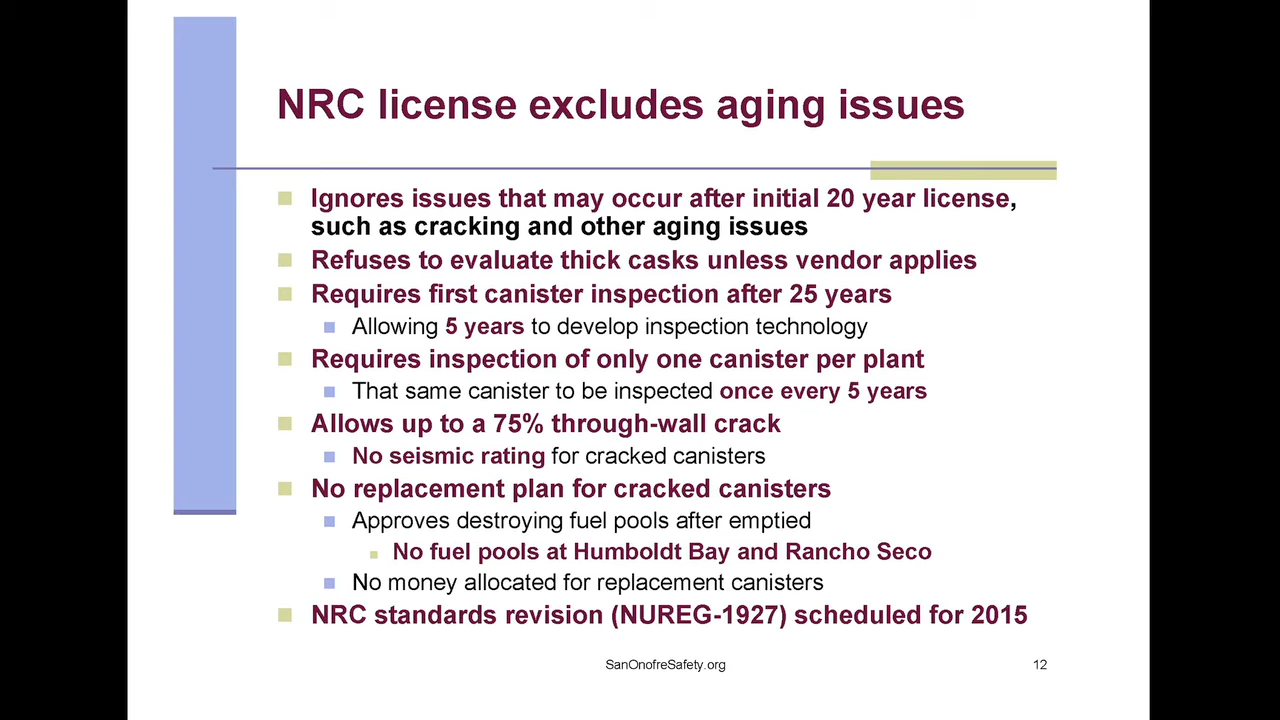 NRC license excludes aging issues
Ignores issues that may occur after initial 20 year license,
such as cracking and other aging issues
Refuses to evaluate thick casks unless vendor applies
Requires first canister inspection after 25 years
Allowing 5 years to develop inspection technology
Requires inspection of only one canister per plant
That same canister to be inspected once every 5 years
Allows up to a 75% through-wall crack
No seismic rating for cracked canisters
No replacement plan for cracked canisters
Approves destroying fuel pools after emptied
No fuel pools at Humboldt Bay and Rancho Seco
No money allocated for replacement canisters
NRC standards revision (NUREG-1927) scheduled for 2015
SanOnofreSafety.org
12